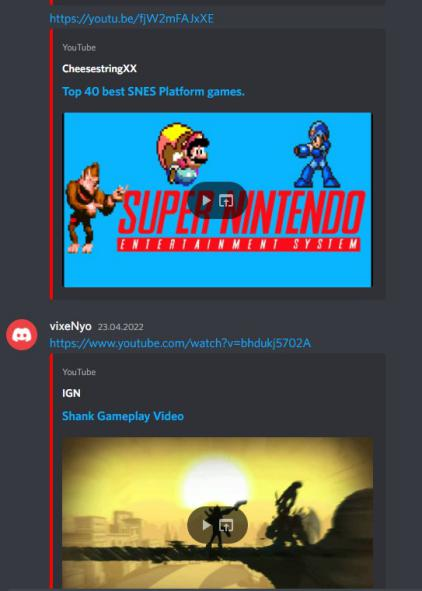 https://youtu.be/fjW2mFAJxXE
YouTube
CheesestringXX
Top 40 best SNES Platform games.
SUPER NINTENDO
ENTERTAINMENT SYSTEM
vixeNyo 23.04.2022
https://www.youtube.com/watch?v=bhdukj5702A
YouTube
IGN
Shank Gameplay Video